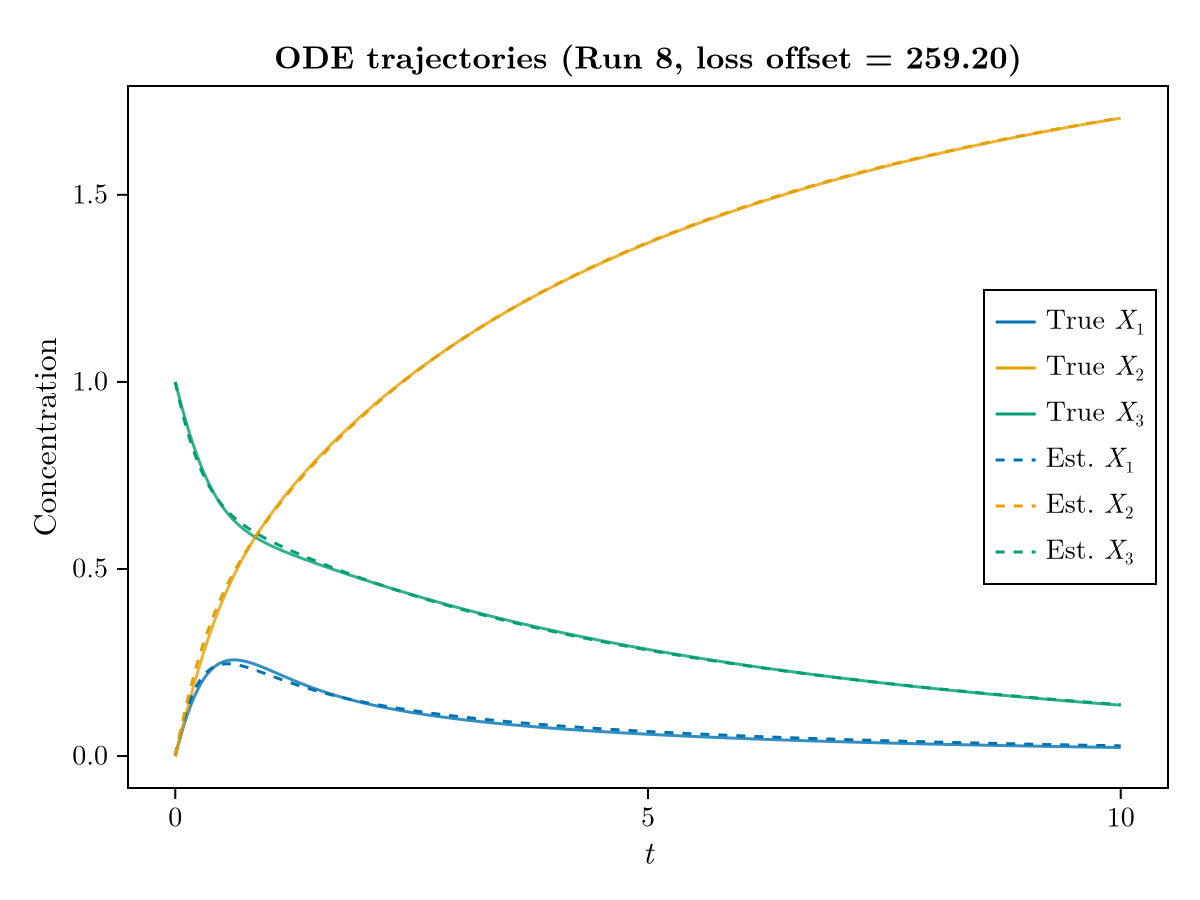 ODE trajectories (Run 8, loss offset = 259.20)
Concentration
1.5
1.0
0.5
0.0
True X₁
True X₂
True X₃
Est. X₁
Est. X₂
Est. X₃
0 5 10
t